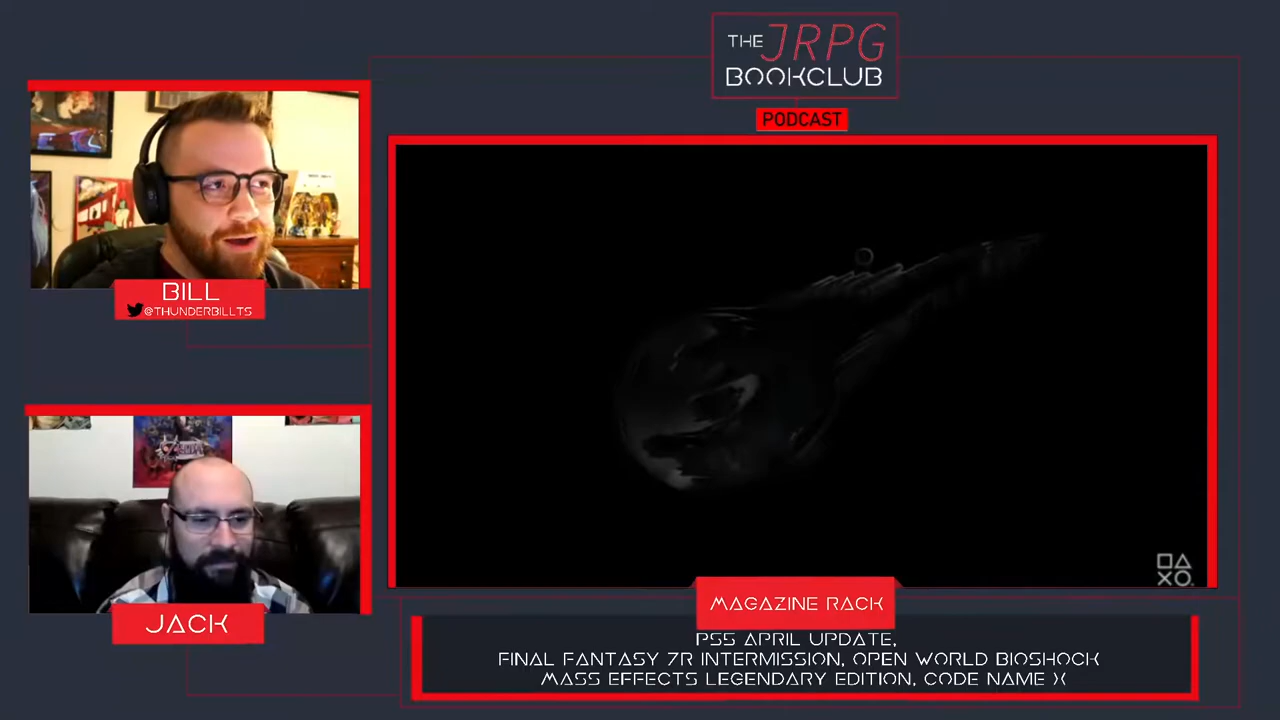 THE JRPG
BOOKCLUB
PODCAST
BILL
@THUNDERBILLTS
JACK
MAGAZINE RACK
PS5 APRIL UPDATE,
FINAL FANTASY 7R INTERMISSION, OPEN WORLD BIOSHOCK
MASS EFFECTS LEGENDARY EDITION, CODE NAME X